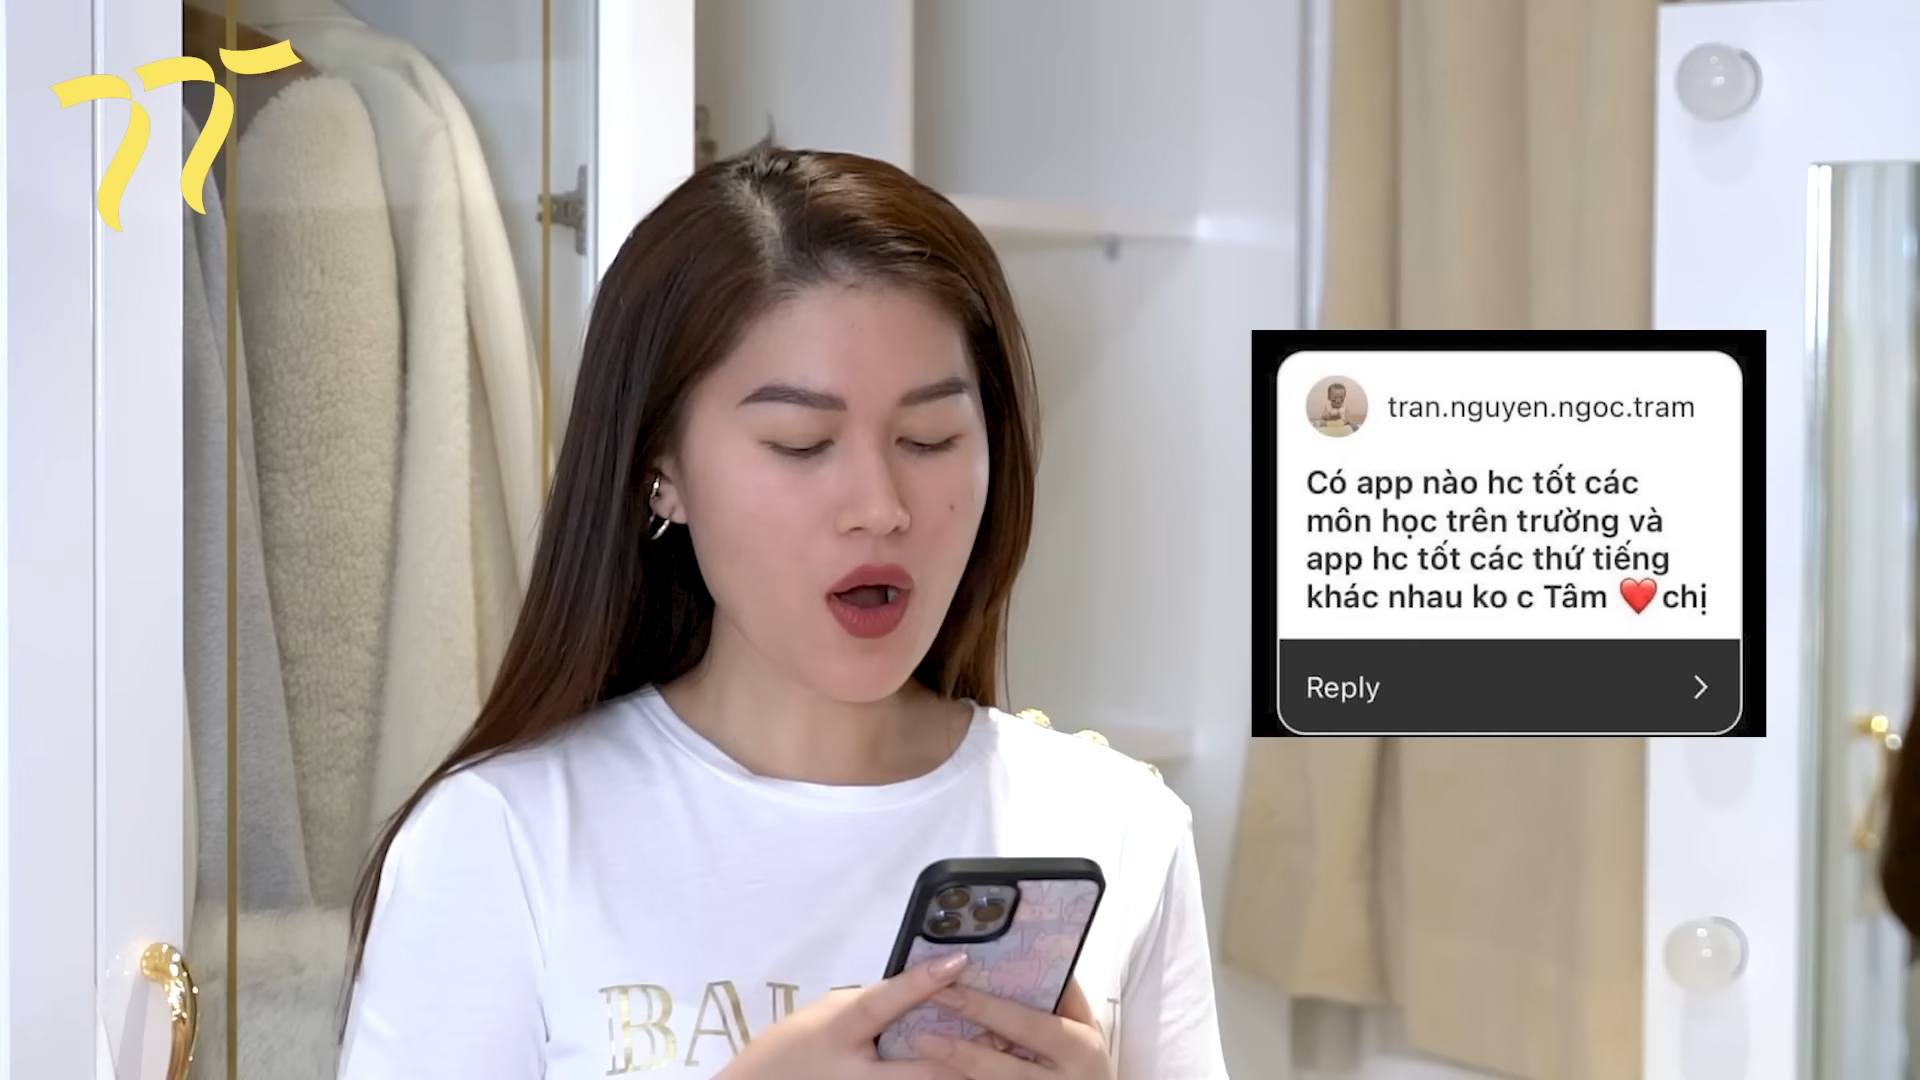 tran.nguyen.ngoc.tram
Có app nào hc tốt các
môn học trên trường và
app hc tốt các thứ tiếng
khác nhau ko c Tâm ❤️ chị
Reply